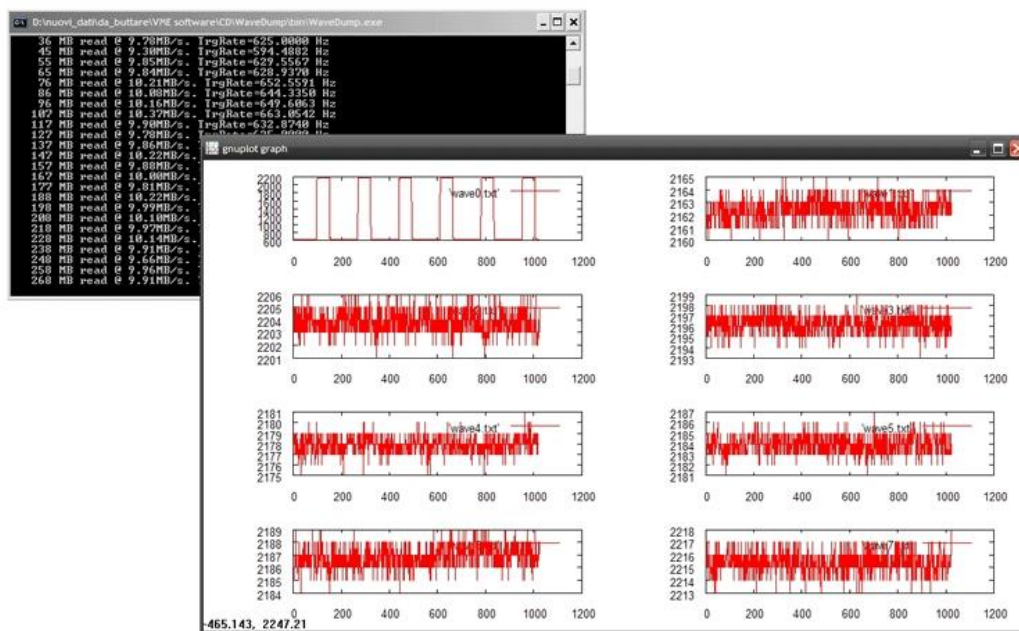 D:\nuovi_dati\da_buttare\VME software\CD\WaveDump\bin\WaveDump.exe
36 MB read @ 9.78MB/s. TrgRate=625.0000 Hz
45 MB read @ 9.30MB/s. TrgRate=594.4882 Hz
55 MB read @ 9.85MB/s. TrgRate=629.5567 Hz
65 MB read @ 9.84MB/s. TrgRate=628.9370 Hz
76 MB read @ 10.21MB/s. TrgRate=652.5591 Hz
86 MB read @ 10.08MB/s. TrgRate=644.3350 Hz
96 MB read @ 10.16MB/s. TrgRate=649.6063 Hz
107 MB read @ 10.37MB/s. TrgRate=663.0542 Hz
117 MB read @ 9.90MB/s. TrgRate=632.8740 Hz
127 MB read @ 9.78MB/s. TrgRate=625.0000 Hz
137 MB read @ 9.86MB/s.
147 MB read @ 10.22MB/s.
157 MB read @ 9.88MB/s.
167 MB read @ 10.00MB/s.
177 MB read @ 9.81MB/s.
188 MB read @ 10.22MB/s.
198 MB read @ 9.99MB/s.
208 MB read @ 10.10MB/s.
218 MB read @ 9.97MB/s.
228 MB read @ 10.14MB/s.
238 MB read @ 9.91MB/s.
248 MB read @ 9.66MB/s.
258 MB read @ 9.96MB/s.
268 MB read @ 9.91MB/s.
gnuplot graph
2200
2000
1800
1600
1400
1200
1000
800
600
'wave0.txt'
0 200 400 600 800 1000 1200
2165
2164
2163
2162
2161
2160
0 200 400 600 800 1000 1200
2206
2205
2204
2203
2202
2201
0 200 400 600 800 1000 1200
2199
2198
2197
2196
2195
2194
2193
'wave3.txt'
0 200 400 600 800 1000 1200
2181
2180
2179
2178
2177
2176
2175
'wave4.txt'
0 200 400 600 800 1000 1200
2187
2186
2185
2184
2183
2182
2181
'wave5.txt'
0 200 400 600 800 1000 1200
2189
2188
2187
2186
2185
2184
0 200 400 600 800 1000 1200
2218
2217
2216
2215
2214
2213
0 200 400 600 800 1000 1200
-465.143, 2247.21